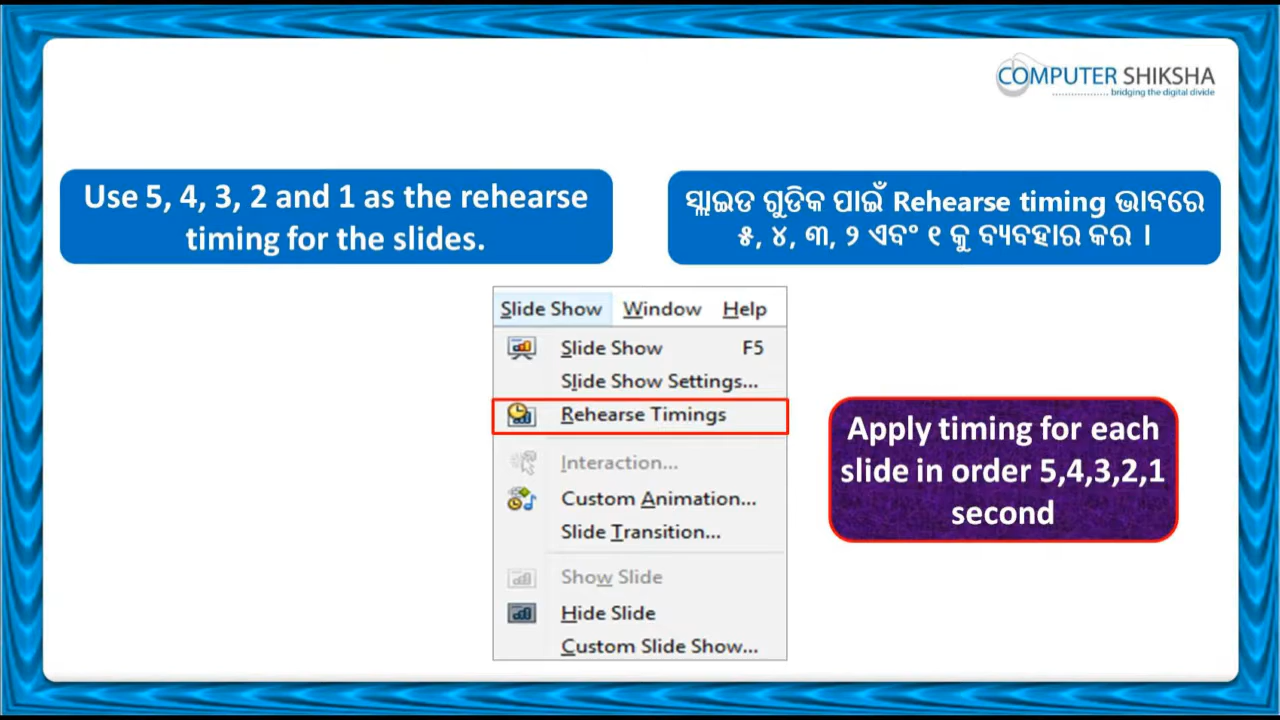 COMPUTER SHIKSHA
bridging the digital divide
Use 5, 4, 3, 2 and 1 as the rehearse
timing for the slides.
ସ୍ଲାଇଡ ଗୁଡିକ ପାଇଁ Rehearse timing ଭାବରେ
୫, ୪, ୩, ୨ ଏବଂ ୧ କୁ ବ୍ୟବହାର କର ।
Slide Show Window Help
Slide Show F5
Slide Show Settings...
Rehearse Timings
Interaction...
Custom Animation...
Slide Transition...
Show Slide
Hide Slide
Custom Slide Show...
Apply timing for each
slide in order 5,4,3,2,1
second